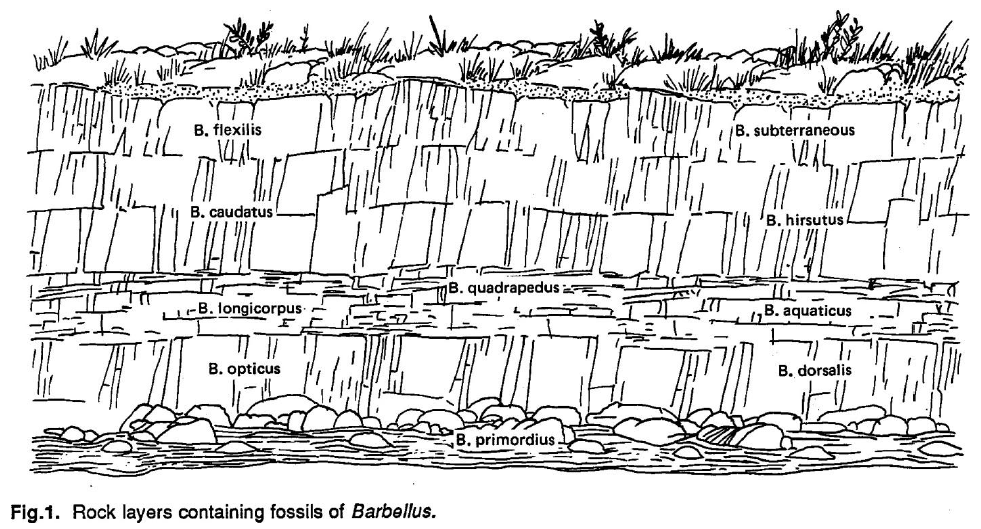 B. flexilis
B. subterraneous
B. caudatus
B. hirsutus
B. quadrapedus
B. longicorpus
B. aquaticus
B. opticus
B. dorsalis
B. primordius
Fig.1. Rock layers containing fossils of Barbellus.